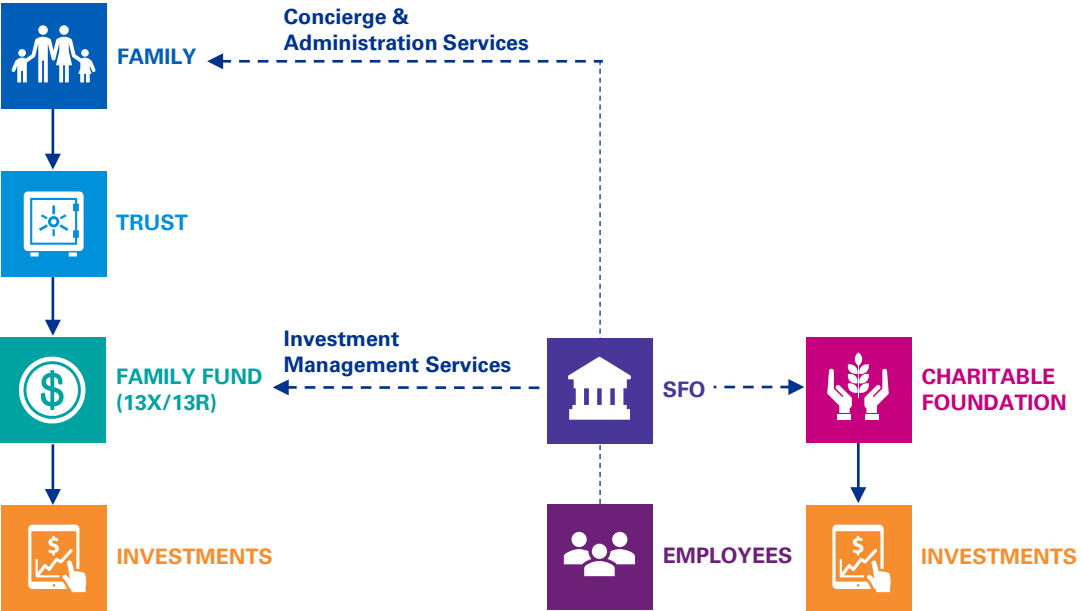 Concierge &
Administration Services
FAMILY
TRUST
Investment
Management Services
FAMILY FUND
(13X/13R)
SFO
CHARITABLE
FOUNDATION
INVESTMENTS
EMPLOYEES
INVESTMENTS
$
$
$